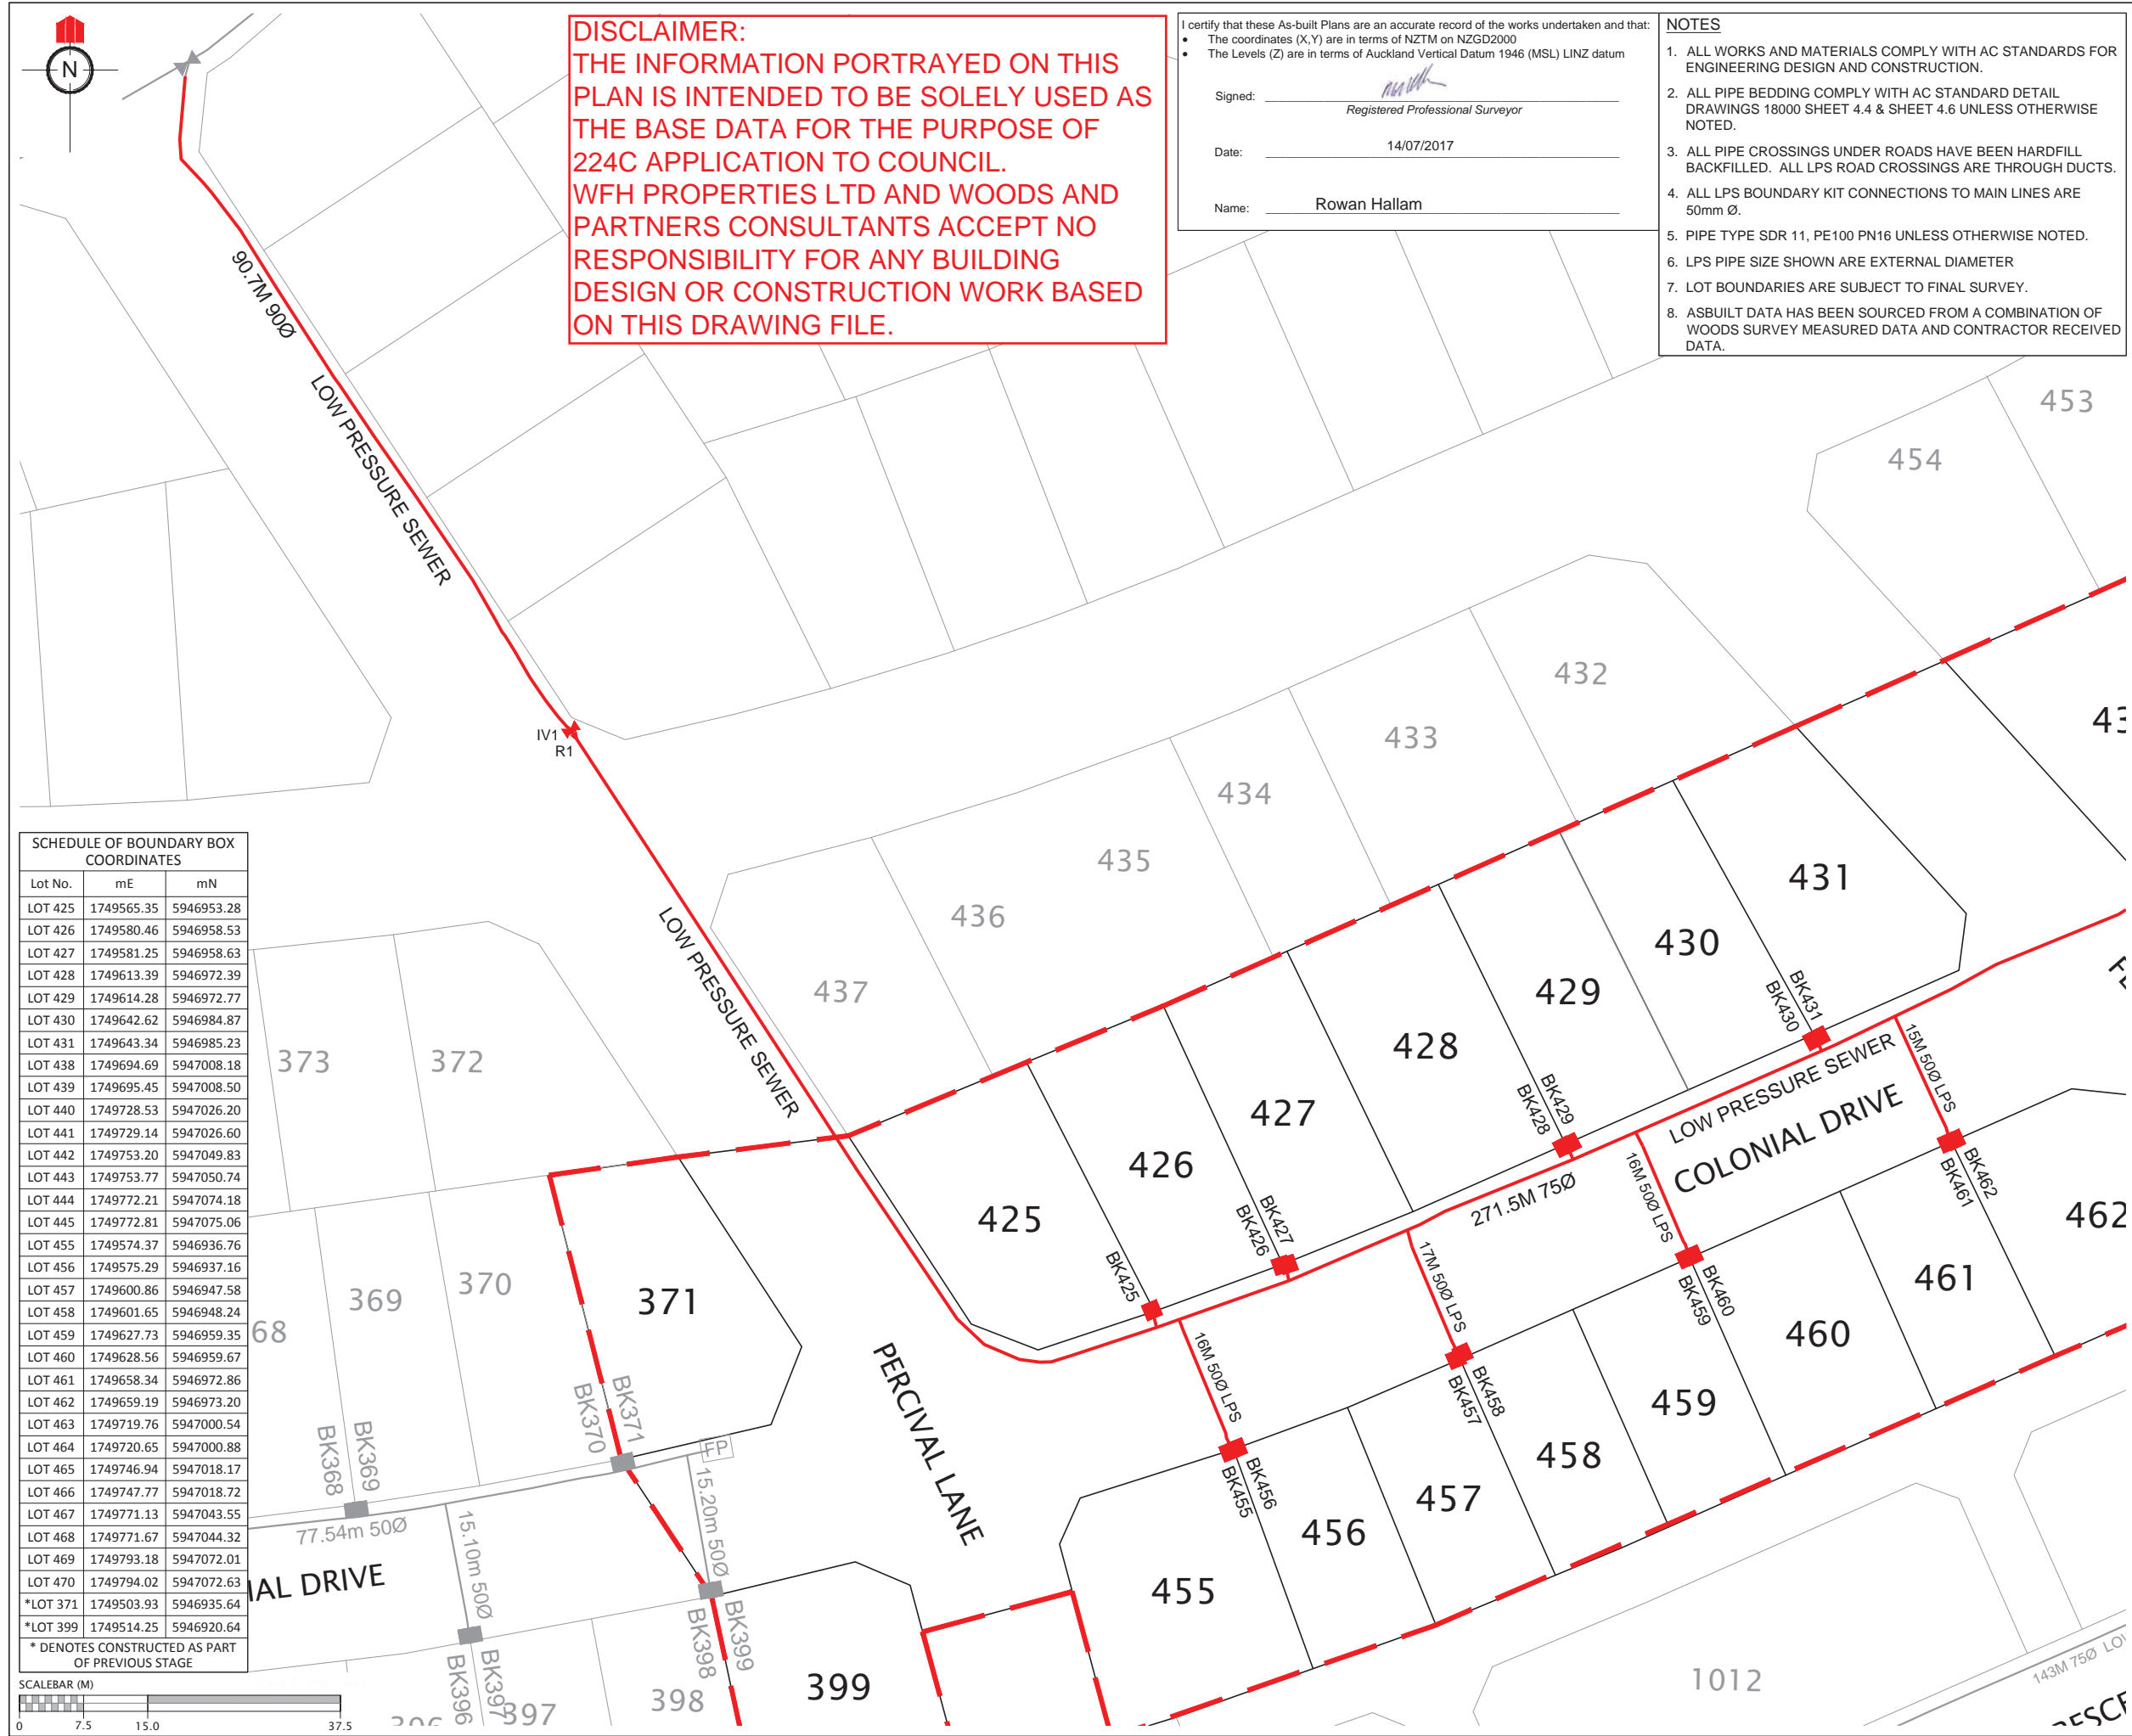 N
DISCLAIMER:
THE INFORMATION PORTRAYED ON THIS
PLAN IS INTENDED TO BE SOLELY USED AS
THE BASE DATA FOR THE PURPOSE OF
224C APPLICATION TO COUNCIL.
WFH PROPERTIES LTD AND WOODS AND
PARTNERS CONSULTANTS ACCEPT NO
RESPONSIBILITY FOR ANY BUILDING
DESIGN OR CONSTRUCTION WORK BASED
ON THIS DRAWING FILE.
I certify that these As-built Plans are an accurate record of the works undertaken and that:
• The coordinates (X,Y) are in terms of NZTM on NZGD2000
• The Levels (Z) are in terms of Auckland Vertical Datum 1946 (MSL) LINZ datum
Signed:
Registered Professional Surveyor
Date: 14/07/2017
Name: Rowan Hallam
NOTES
1. ALL WORKS AND MATERIALS COMPLY WITH AC STANDARDS FOR
ENGINEERING DESIGN AND CONSTRUCTION.
2. ALL PIPE BEDDING COMPLY WITH AC STANDARD DETAIL
DRAWINGS 18000 SHEET 4.4 & SHEET 4.6 UNLESS OTHERWISE
NOTED.
3. ALL PIPE CROSSINGS UNDER ROADS HAVE BEEN HARDFILL
BACKFILLED. ALL LPS ROAD CROSSINGS ARE THROUGH DUCTS.
4. ALL LPS BOUNDARY KIT CONNECTIONS TO MAIN LINES ARE
50mm Ø.
5. PIPE TYPE SDR 11, PE100 PN16 UNLESS OTHERWISE NOTED.
6. LPS PIPE SIZE SHOWN ARE EXTERNAL DIAMETER
7. LOT BOUNDARIES ARE SUBJECT TO FINAL SURVEY.
8. ASBUILT DATA HAS BEEN SOURCED FROM A COMBINATION OF
WOODS SURVEY MEASURED DATA AND CONTRACTOR RECEIVED
DATA.
90.7M 90Ø
LOW PRESSURE SEWER
453
454
432
433
434
435
436
437
43
IV1
R1
LOW PRESSURE SEWER
431
430
429
428
427
426
425
BK431
BK430
BK429
BK428
BK427
BK426
BK425
LOW PRESSURE SEWER
COLONIAL DRIVE
271.5M 75Ø
15M 50Ø LPS
16M 50Ø LPS
17M 50Ø LPS
16M 50Ø LPS
BK462
BK461
BK460
BK459
BK458
BK457
BK456
BK455
462
461
460
459
458
457
456
455
1012
143M 75Ø
373
372
371
370
369
68
BK371
BK370
BK369
BK368
FP
77.54m 50Ø
15.10m 50Ø
15.20m 50Ø
IAL DRIVE
PERCIVAL LANE
BK399
BK398
BK397
BK396
399
398
397
396
SCHEDULE OF BOUNDARY BOX
COORDINATES
Lot No. mE mN
LOT 425 1749565.35 5946953.28
LOT 426 1749580.46 5946958.53
LOT 427 1749581.25 5946958.63
LOT 428 1749613.39 5946972.39
LOT 429 1749614.28 5946972.77
LOT 430 1749642.62 5946984.87
LOT 431 1749643.34 5946985.23
LOT 438 1749694.69 5947008.18
LOT 439 1749695.45 5947008.50
LOT 440 1749728.53 5947026.20
LOT 441 1749729.14 5947026.60
LOT 442 1749753.20 5947049.83
LOT 443 1749753.77 5947050.74
LOT 444 1749772.21 5947074.18
LOT 445 1749772.81 5947075.06
LOT 455 1749574.37 5946936.76
LOT 456 1749575.29 5946937.16
LOT 457 1749600.86 5946947.58
LOT 458 1749601.65 5946948.24
LOT 459 1749627.73 5946959.35
LOT 460 1749628.56 5946959.67
LOT 461 1749658.34 5946972.86
LOT 462 1749659.19 5946973.20
LOT 463 1749719.76 5947000.54
LOT 464 1749720.65 5947000.88
LOT 465 1749746.94 5947018.17
LOT 466 1749747.77 5947018.72
LOT 467 1749771.13 5947043.55
LOT 468 1749771.67 5947044.32
LOT 469 1749793.18 5947072.01
LOT 470 1749794.02 5947072.63
*LOT 371 1749503.93 5946935.64
*LOT 399 1749514.25 5946920.64
* DENOTES CONSTRUCTED AS PART
OF PREVIOUS STAGE
SCALEBAR (M)
0 7.5 15.0 37.5